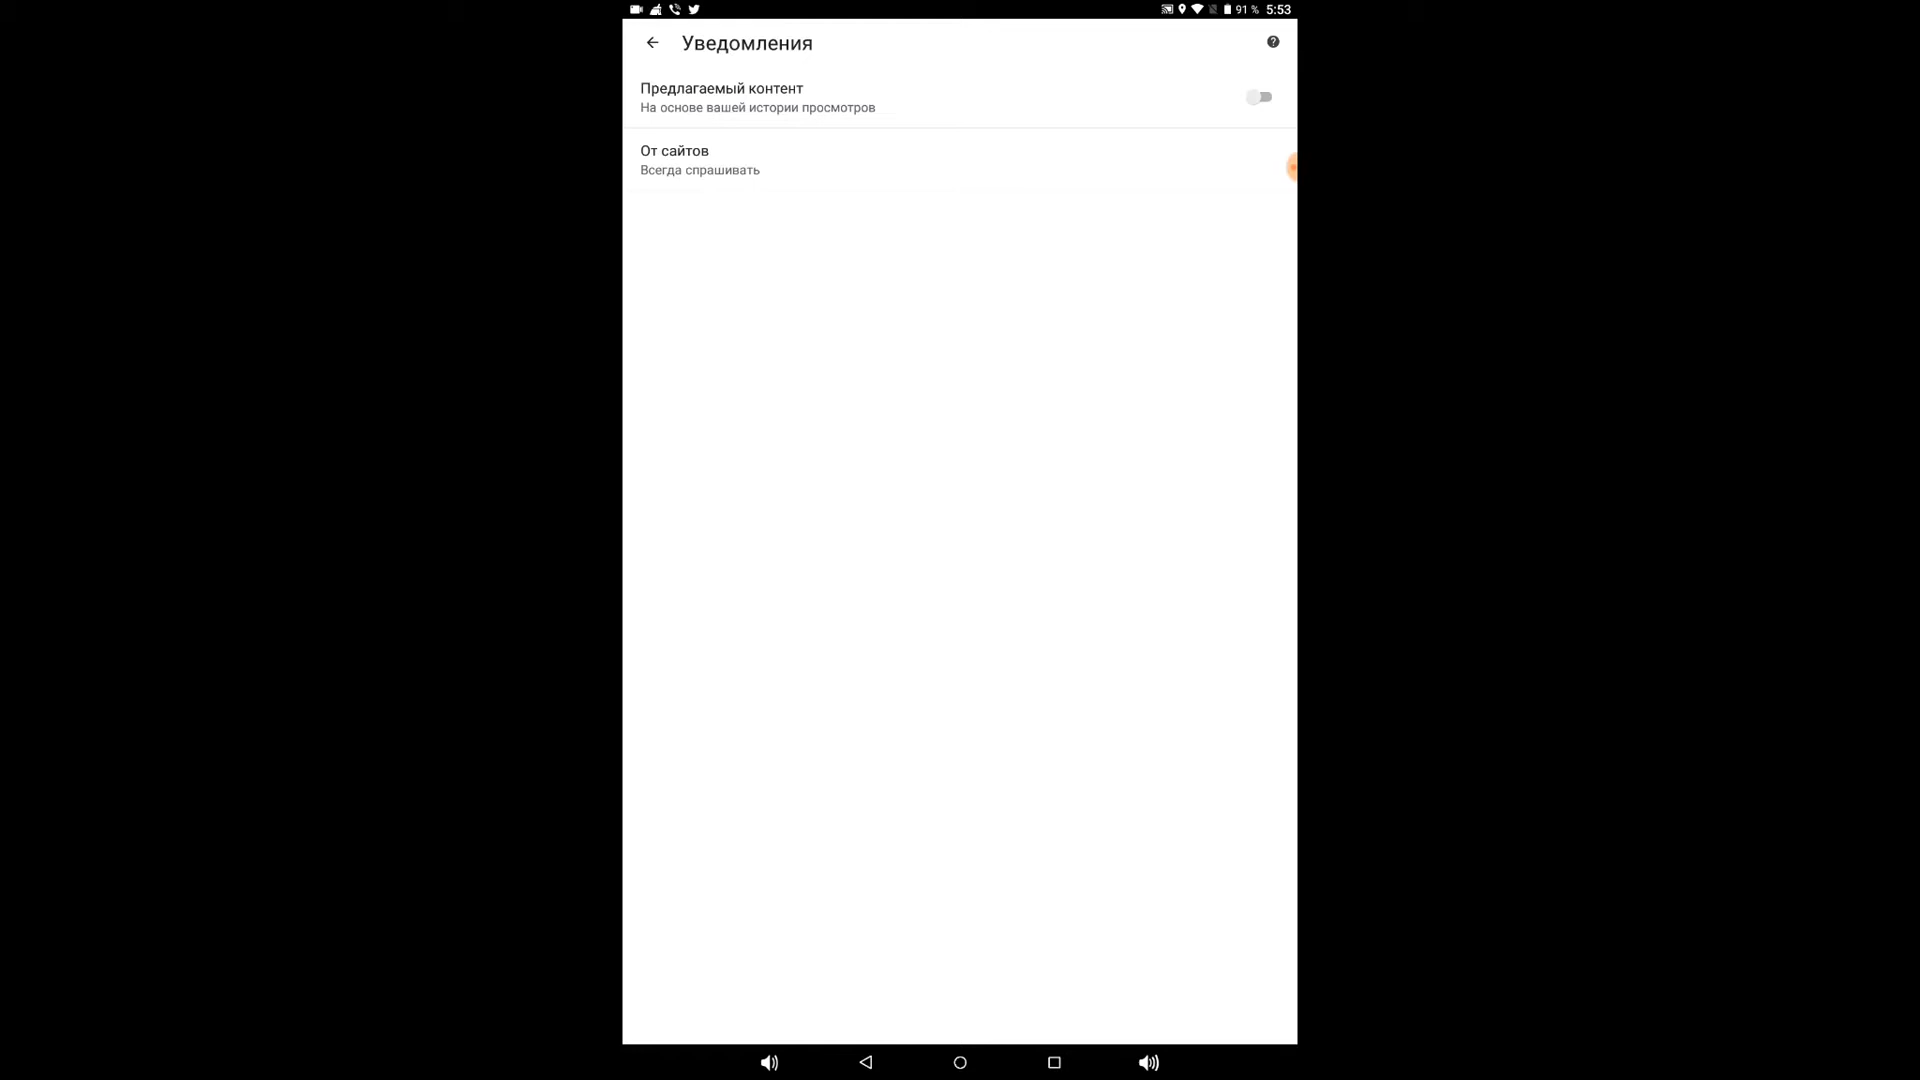 91 % 5:53
Уведомления
Предлагаемый контент
На основе вашей истории просмотров
От сайтов
Всегда спрашивать